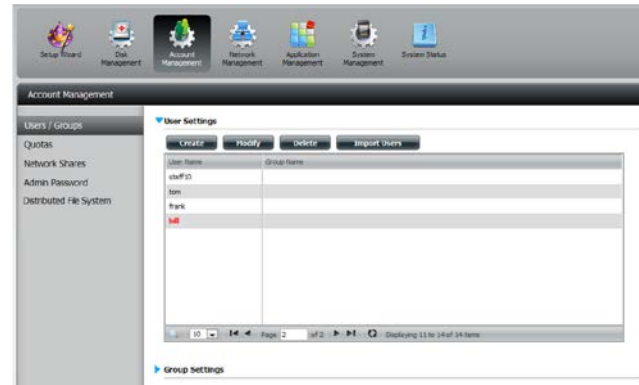 Setup Wizard
Disk Management
Account Management
Network Management
Application Management
System Management
System Status
Account Management
Users / Groups
Quotas
Network Shares
Admin Password
Distributed File System
User Settings
Create Modify Delete Import Users
User Name Group Name
staff10
tom
frank
bill
10 Page 2 of 2 Displaying 11 to 14 of 14 items
Group Settings